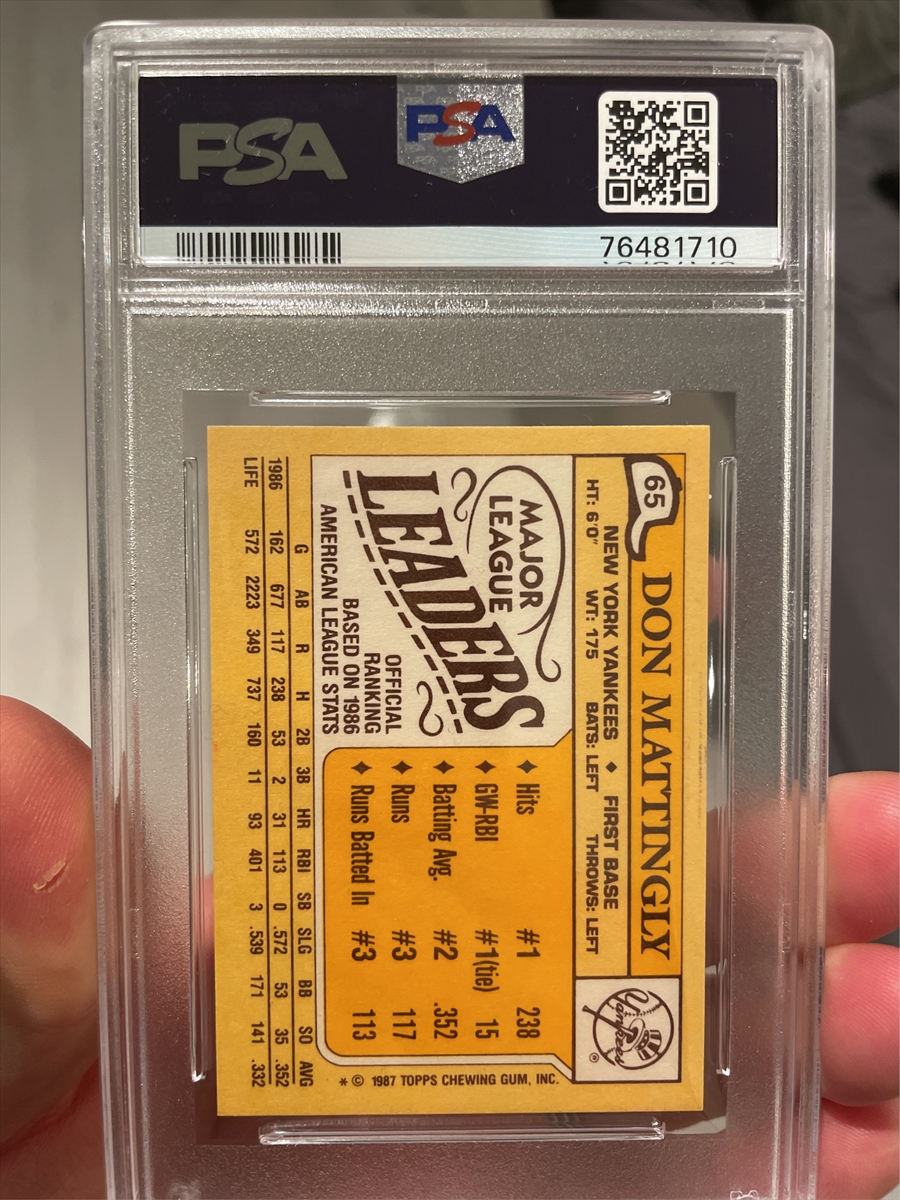 PSA
PSA
PSA
76481710
65
DON MATTINGLY
NEW YORK YANKEES ♦ FIRST BASE
HT: 6'0" WT: 175 BATS: LEFT THROWS: LEFT
Yankees
®
MAJOR
LEAGUE
LEADERS
OFFICIAL
RANKING
BASED ON 1986
AMERICAN LEAGUE STATS
♦ Hits #1 238
♦ GW-RBI #1(tie) 15
♦ Batting Avg. #2 .352
♦ Runs #3 117
♦ Runs Batted In #3 113
G AB R H 2B 3B HR RBI SB SLG BB SO AVG
1986 162 677 117 238 53 2 31 113 0 .572 53 35 .352
LIFE 572 2223 349 737 160 11 93 401 3 .539 171 141 .332
* © 1987 TOPPS CHEWING GUM, INC.